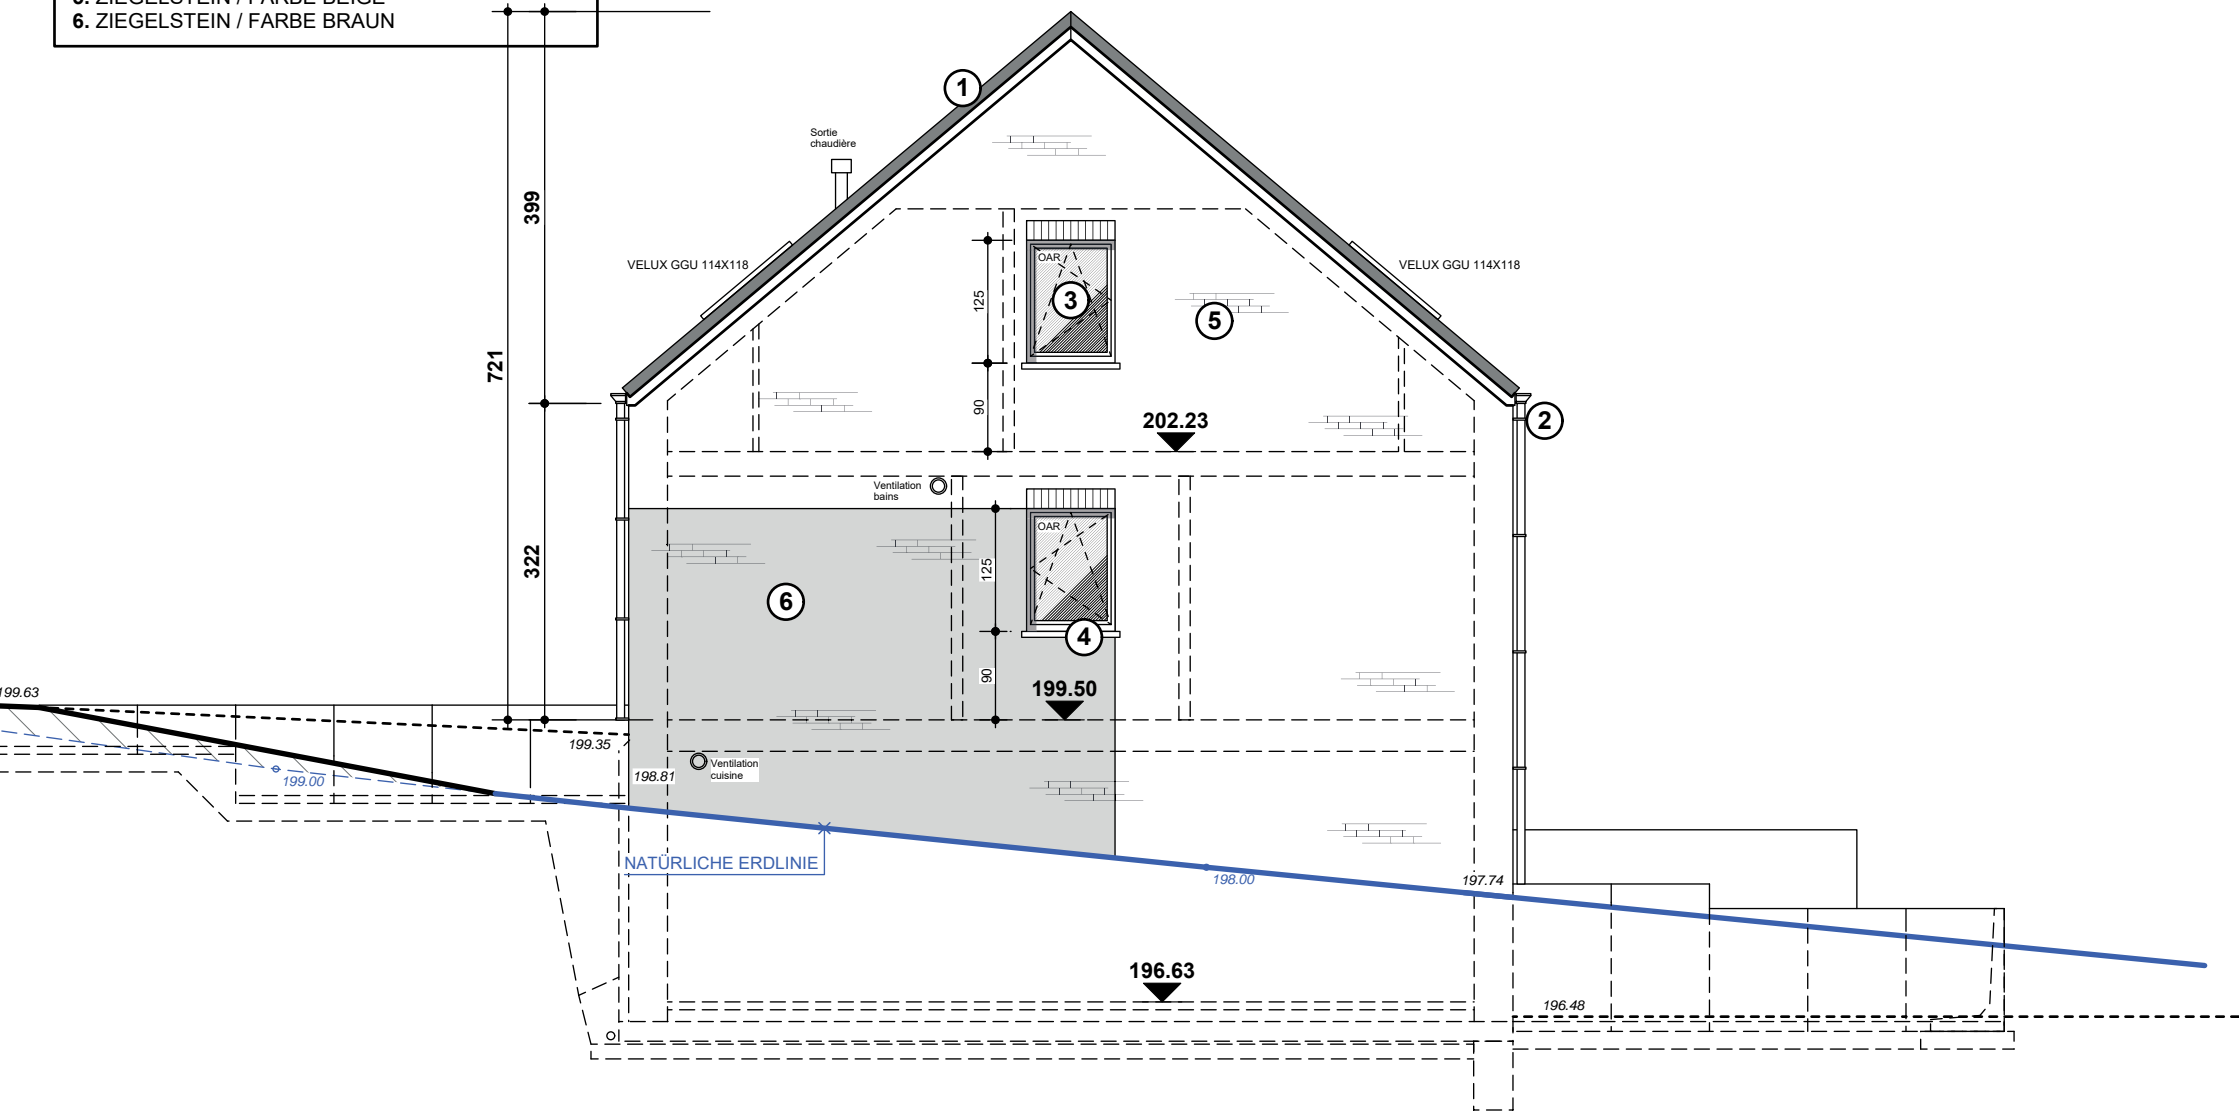 6. ZIEGELSTEIN / FARBE BRAUN
1
Sortie
chaudière
399
VELUX GGU 114X118
OAR
VELUX GGU 114X118
125
3
5
721
90
202.23
2
Ventilation
bains
OAR
322
125
6
4
90
199.63
199.50
199.35
198.81
Ventilation
cuisine
199.00
NATÜRLICHE ERDLINIE
198.00
197.74
196.63
196.48